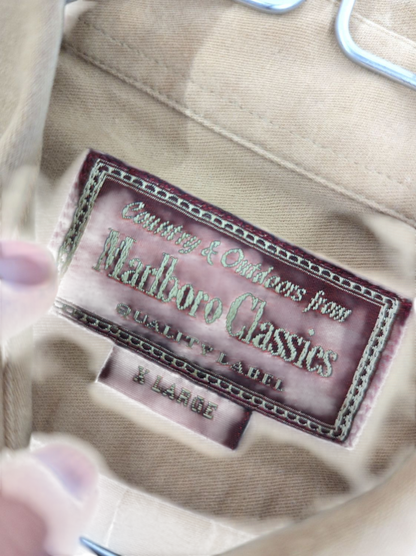 Country & Outdoors from
Marlboro Classics
QUALITY LABEL
X LARGE